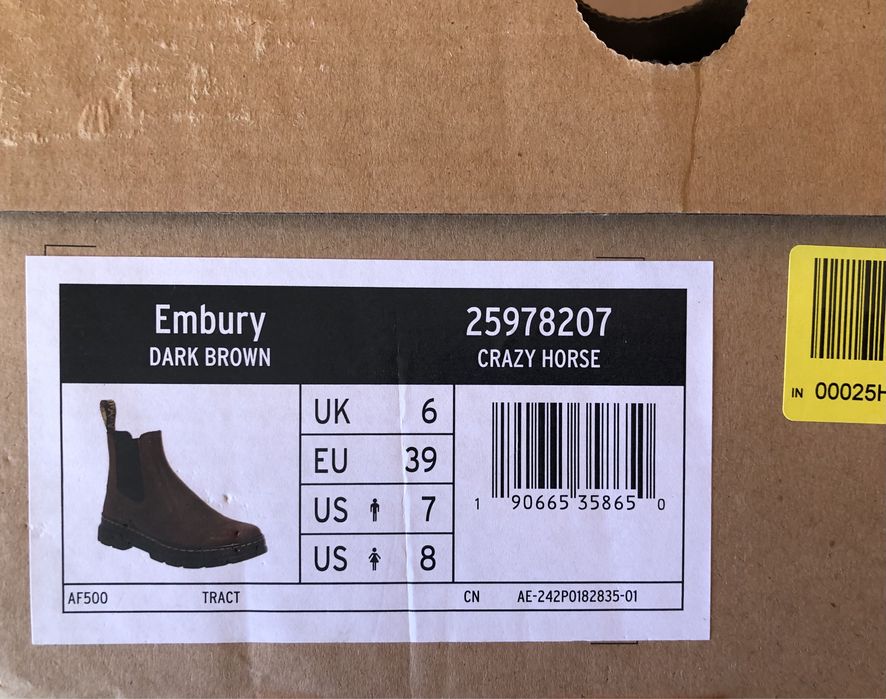 Embury
DARK BROWN
25978207
CRAZY HORSE
UK 6
EU 39
US 7
US 8
1 90665 35865 0
AF500 TRACT CN AE-242P0182835-01
IN 00025H